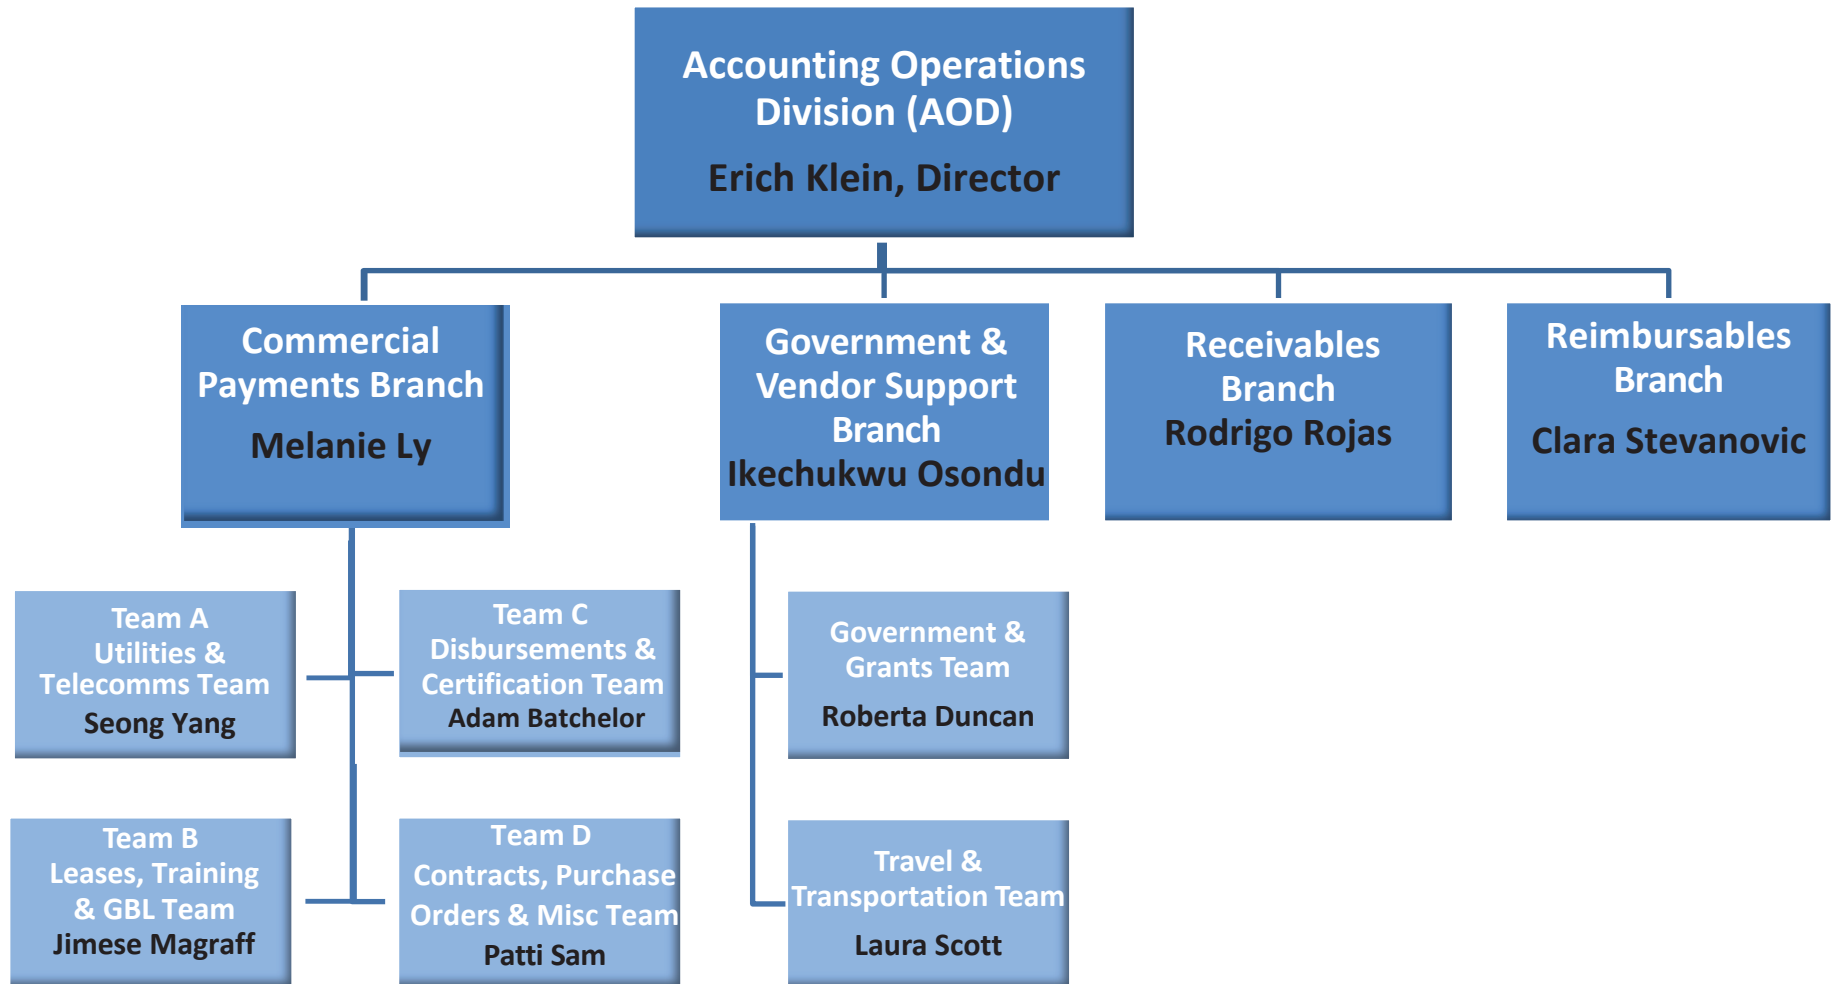 Accounting Operations
Division (AOD)
Erich Klein, Director
Commercial
Payments Branch
Melanie Ly
Government &
Vendor Support
Branch
Ikechukwu Osondu
Receivables
Branch
Rodrigo Rojas
Reimbursables
Branch
Clara Stevanovic
Team A
Utilities &
Telecomms Team
Seong Yang
Team C
Disbursements &
Certification Team
Adam Batchelor
Government &
Grants Team
Roberta Duncan
Team B
Leases, Training
& GBL Team
Jimese Magraff
Team D
Contracts, Purchase
Orders & Misc Team
Patti Sam
Travel &
Transportation Team
Laura Scott